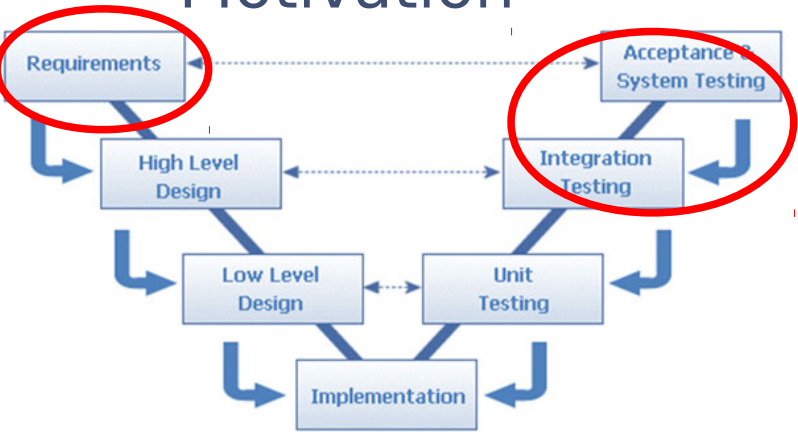 Motivation
Requirements
Acceptance &
System Testing
High Level
Design
Integration
Testing
Low Level
Design
Unit
Testing
Implementation